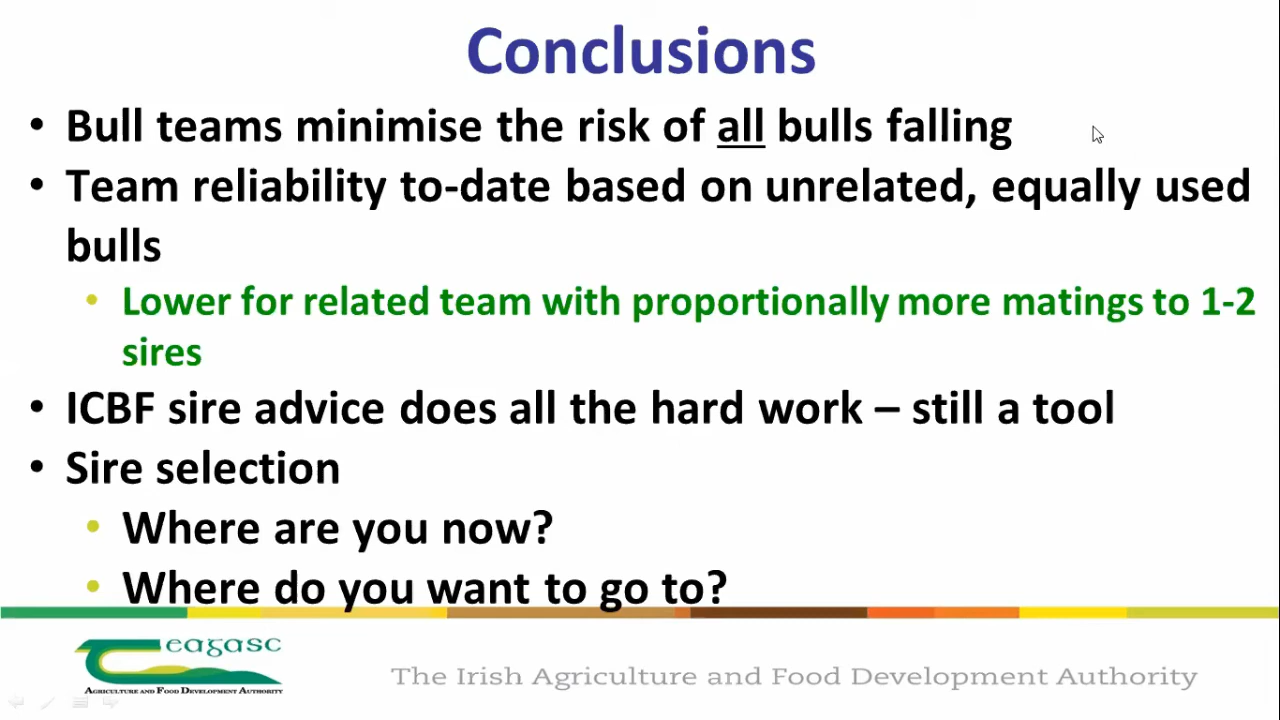 Conclusions
• Bull teams minimise the risk of all bulls falling
• Team reliability to-date based on unrelated, equally used
bulls
• Lower for related team with proportionally more matings to 1-2
sires
• ICBF sire advice does all the hard work – still a tool
• Sire selection
• Where are you now?
• Where do you want to go to?
eagasc
AGRICULTURE AND FOOD DEVELOPMENT AUTHORITY
The Irish Agriculture and Food Development Authority